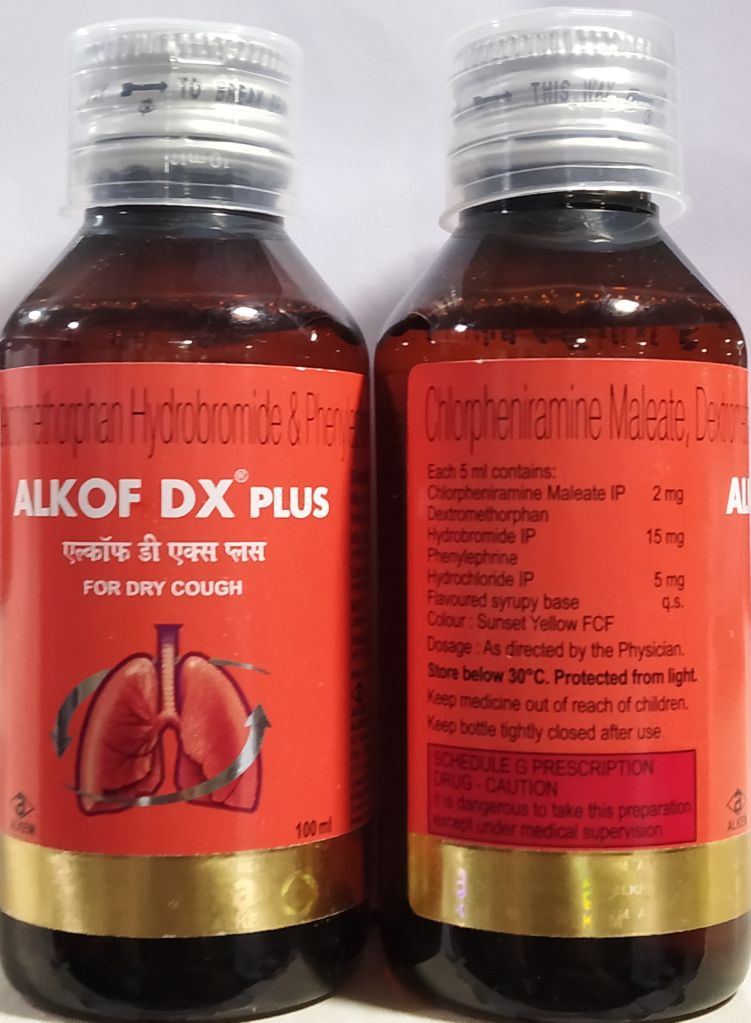 TO BREAK
10 ml
Hydrobromide &
ALKOF DX® PLUS
एल्कॉफ डी एक्स प्लस
FOR DRY COUGH
ALKEM
100 ml
THIS WAY
Chlorpheniramine Maleate,
Each 5 ml contains:
Chlorpheniramine Maleate IP 2 mg
Dextromethorphan
Hydrobromide IP 15 mg
Phenylephrine
Hydrochloride IP 5 mg
Flavoured syrupy base q.s.
Colour : Sunset Yellow FCF
Dosage : As directed by the Physician.
Store below 30°C. Protected from light.
Keep medicine out of reach of children.
Keep bottle tightly closed after use.
SCHEDULE G PRESCRIPTION
DRUG - CAUTION
It is dangerous to take this preparation
except under medical supervision.